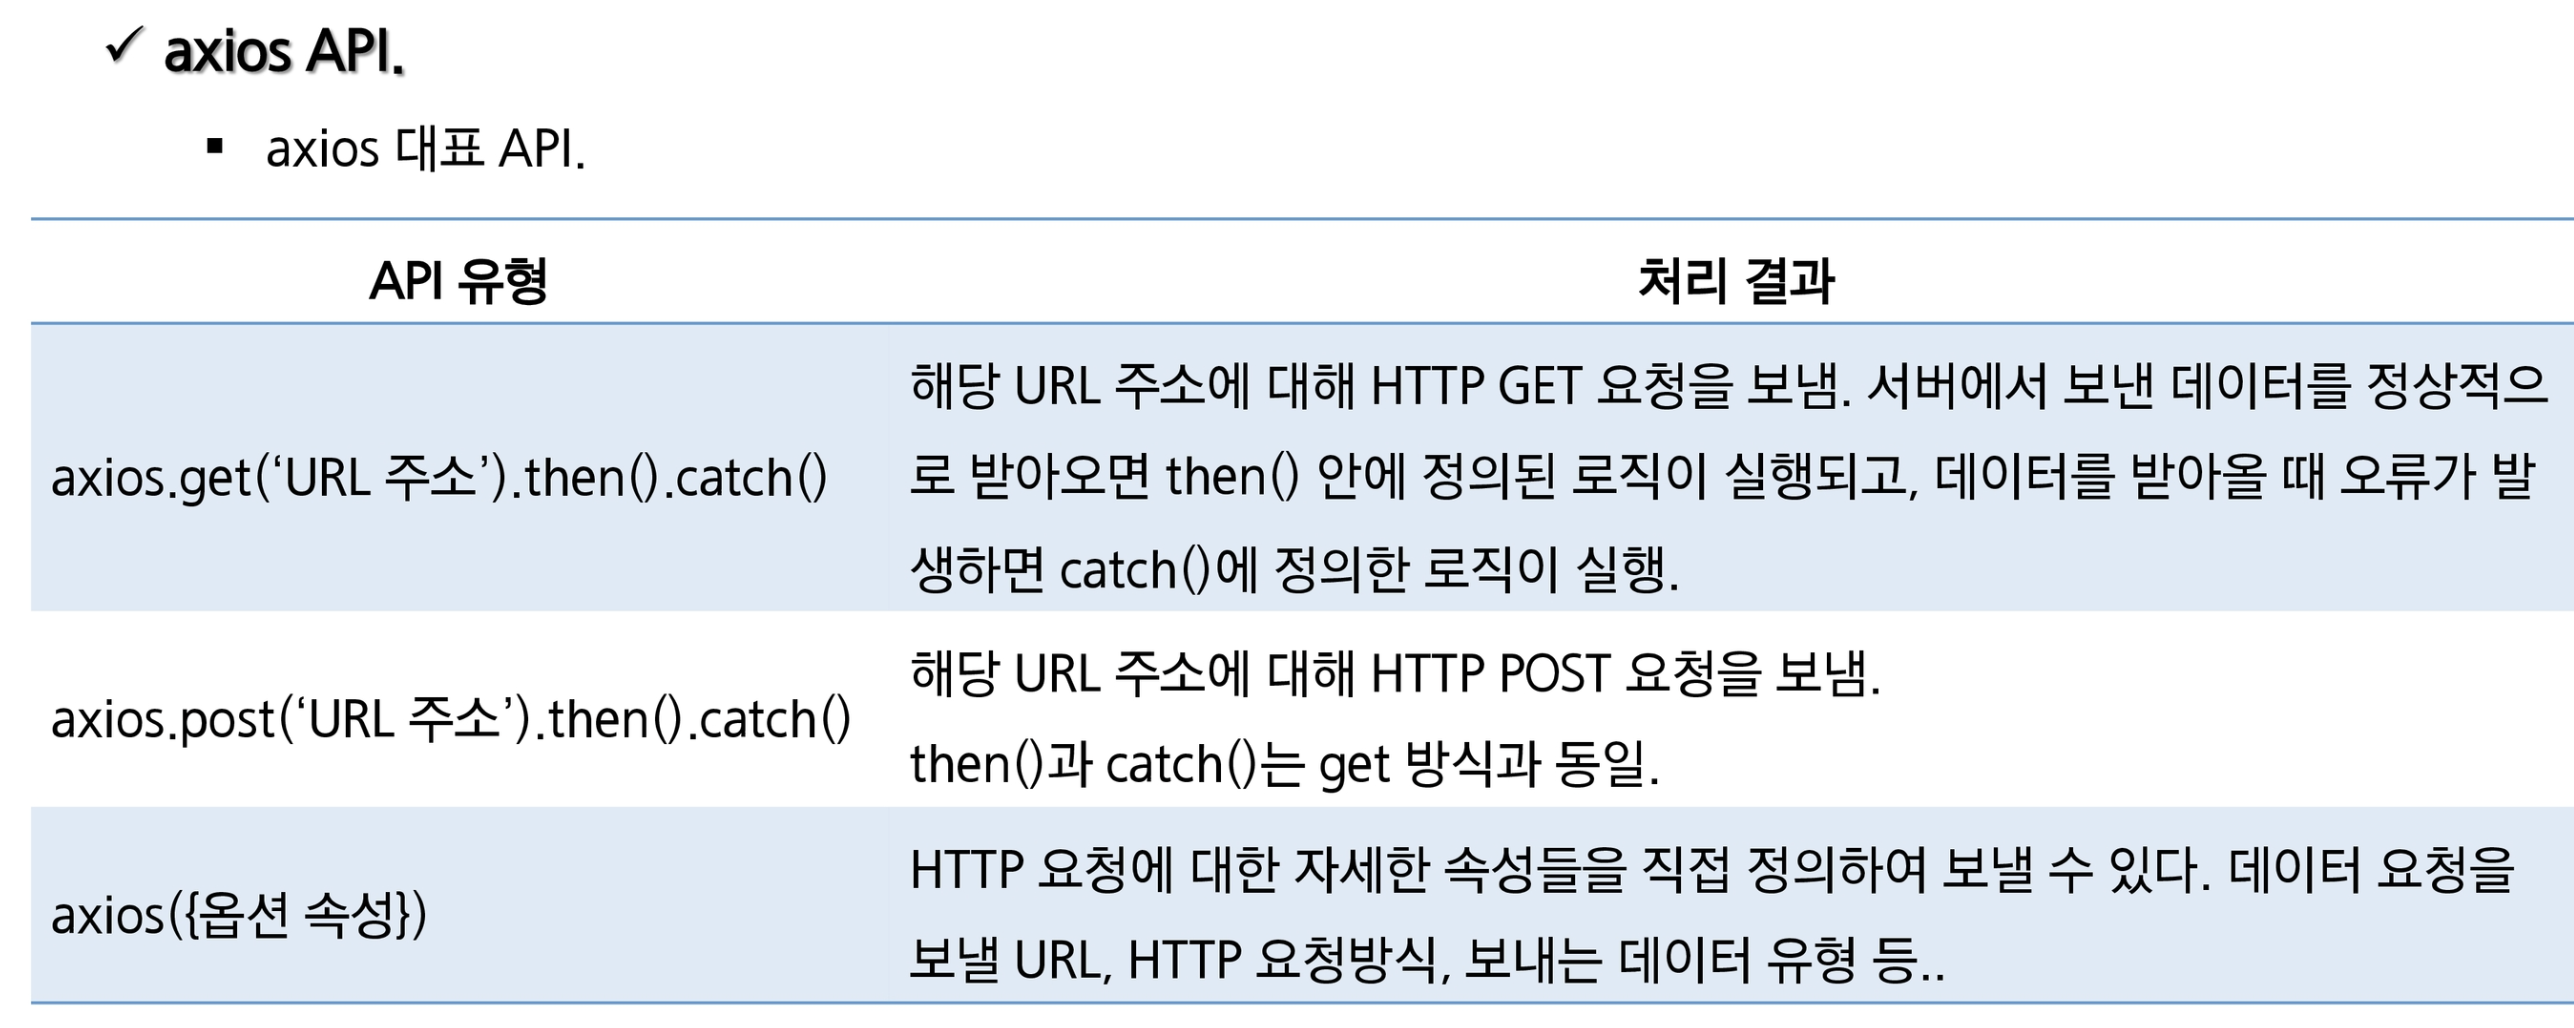 ✓ axios API.
▪ axios 대표 API.
API 유형
처리 결과
axios.get(‘URL 주소’).then().catch()
해당 URL 주소에 대해 HTTP GET 요청을 보냄. 서버에서 보낸 데이터를 정상적으
로 받아오면 then() 안에 정의된 로직이 실행되고, 데이터를 받아올 때 오류가 발
생하면 catch()에 정의한 로직이 실행.
axios.post(‘URL 주소’).then().catch()
해당 URL 주소에 대해 HTTP POST 요청을 보냄.
then()과 catch()는 get 방식과 동일.
axios({옵션 속성})
HTTP 요청에 대한 자세한 속성들을 직접 정의하여 보낼 수 있다. 데이터 요청을
보낼 URL, HTTP 요청방식, 보내는 데이터 유형 등..